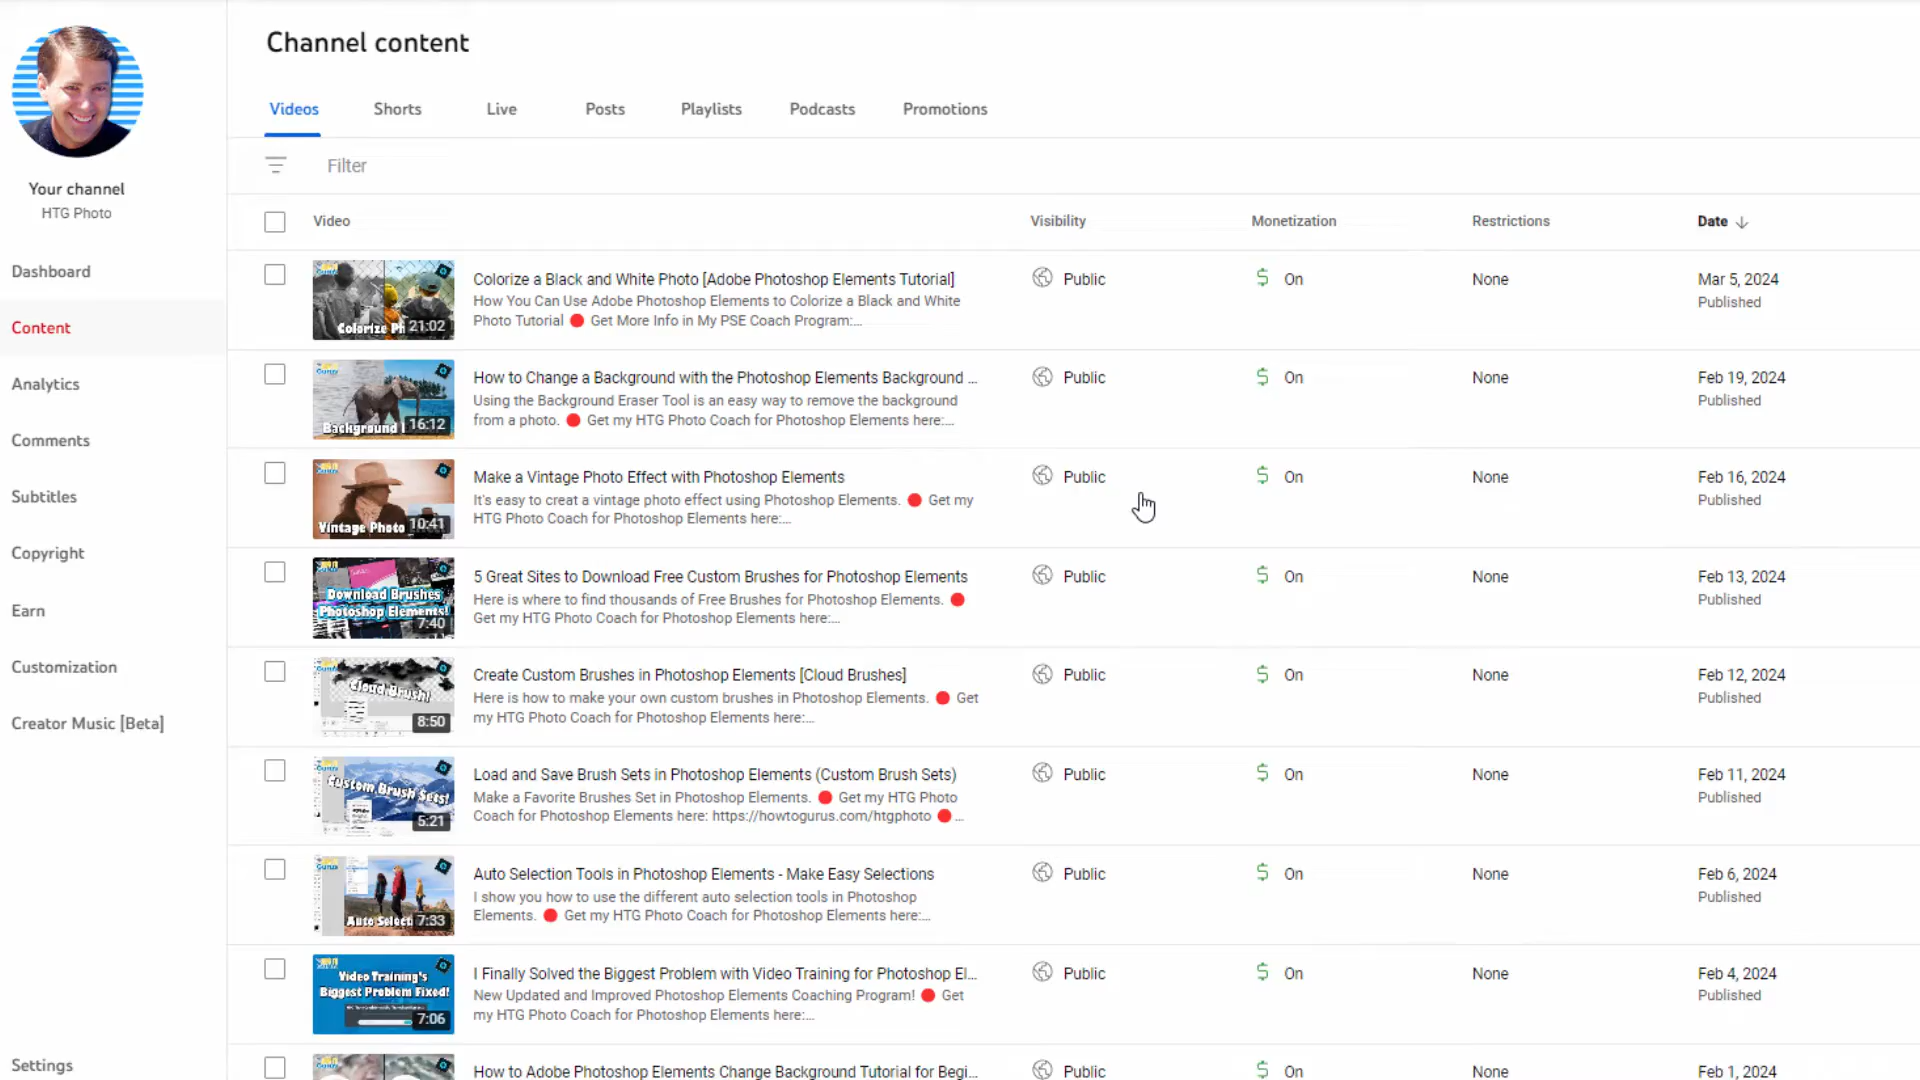 Channel content
Videos Shorts Live Posts Playlists Podcasts Promotions
Filter
Your channel
HTG Photo
Dashboard
Content
Analytics
Comments
Subtitles
Copyright
Earn
Customization
Creator Music [Beta]
Settings
Video Visibility Monetization Restrictions Date
Colorize Ph 21:02
Colorize a Black and White Photo [Adobe Photoshop Elements Tutorial] Public On None Mar 5, 2024
How You Can Use Adobe Photoshop Elements to Colorize a Black and White Published
Photo Tutorial 🔴 Get More Info in My PSE Coach Program:...
Background 16:12
How to Change a Background with the Photoshop Elements Background ... Public On None Feb 19, 2024
Using the Background Eraser Tool is an easy way to remove the background Published
from a photo. 🔴 Get my HTG Photo Coach for Photoshop Elements here:...
Vintage Photo 10:41
Make a Vintage Photo Effect with Photoshop Elements Public On None Feb 16, 2024
It's easy to creat a vintage photo effect using Photoshop Elements. 🔴 Get my Published
HTG Photo Coach for Photoshop Elements here:...
Download Brushes
Photoshop Elements!
7:40
5 Great Sites to Download Free Custom Brushes for Photoshop Elements Public On None Feb 13, 2024
Here is where to find thousands of Free Brushes for Photoshop Elements. 🔴 Published
Get my HTG Photo Coach for Photoshop Elements here:...
Cloud Brush!
8:50
Create Custom Brushes in Photoshop Elements [Cloud Brushes] Public On None Feb 12, 2024
Here is how to make your own custom brushes in Photoshop Elements. 🔴 Get Published
my HTG Photo Coach for Photoshop Elements here:...
Custom Brush Sets!
5:21
Load and Save Brush Sets in Photoshop Elements (Custom Brush Sets) Public On None Feb 11, 2024
Make a Favorite Brushes Set in Photoshop Elements. 🔴 Get my HTG Photo Published
Coach for Photoshop Elements here: https://howtogurus.com/htgphoto 🔴 ...
Auto Select 7:33
Auto Selection Tools in Photoshop Elements - Make Easy Selections Public On None Feb 6, 2024
I show you how to use the different auto selection tools in Photoshop Published
Elements. 🔴 Get my HTG Photo Coach for Photoshop Elements here:...
Video Training's
Biggest Problem Fixed!
7:06
I Finally Solved the Biggest Problem with Video Training for Photoshop El... Public On None Feb 4, 2024
New Updated and Improved Photoshop Elements Coaching Program! 🔴 Get Published
my HTG Photo Coach for Photoshop Elements here:...
How to Adobe Photoshop Elements Change Background Tutorial for Begi... Public On None Feb 1, 2024